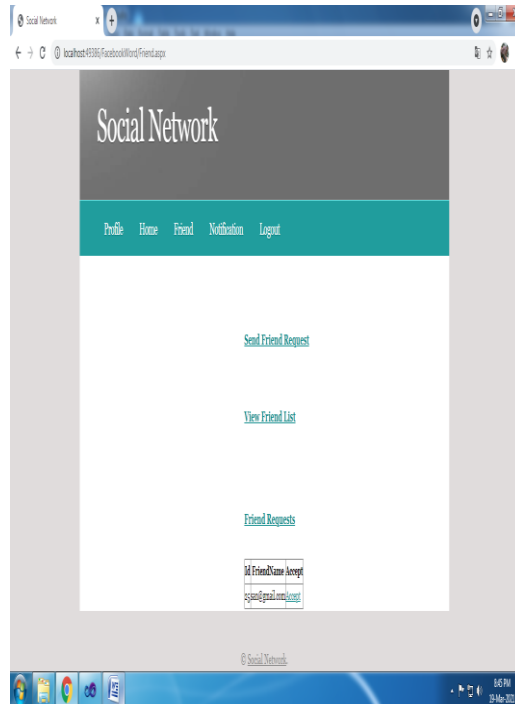 Social Network
localhost:49386/FacebookWord/Friend.aspx
Social Network
Profile Home Friend Notification Logout
Send Friend Request
View Friend List
Friend Requests
Id FriendName Accept
Accept
© Social Network.
8:45 PM